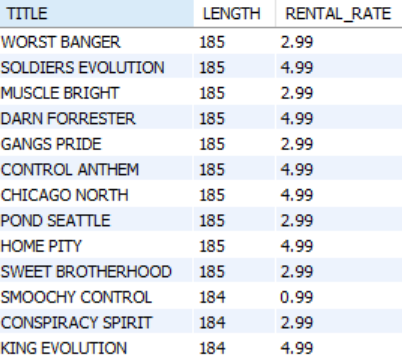 TITLE LENGTH RENTAL_RATE
WORST BANGER 185 2.99
SOLDIERS EVOLUTION 185 4.99
MUSCLE BRIGHT 185 2.99
DARN FORRESTER 185 4.99
GANGS PRIDE 185 2.99
CONTROL ANTHEM 185 4.99
CHICAGO NORTH 185 4.99
POND SEATTLE 185 2.99
HOME PITY 185 4.99
SWEET BROTHERHOOD 185 2.99
SMOOCHY CONTROL 184 0.99
CONSPIRACY SPIRIT 184 2.99
KING EVOLUTION 184 4.99